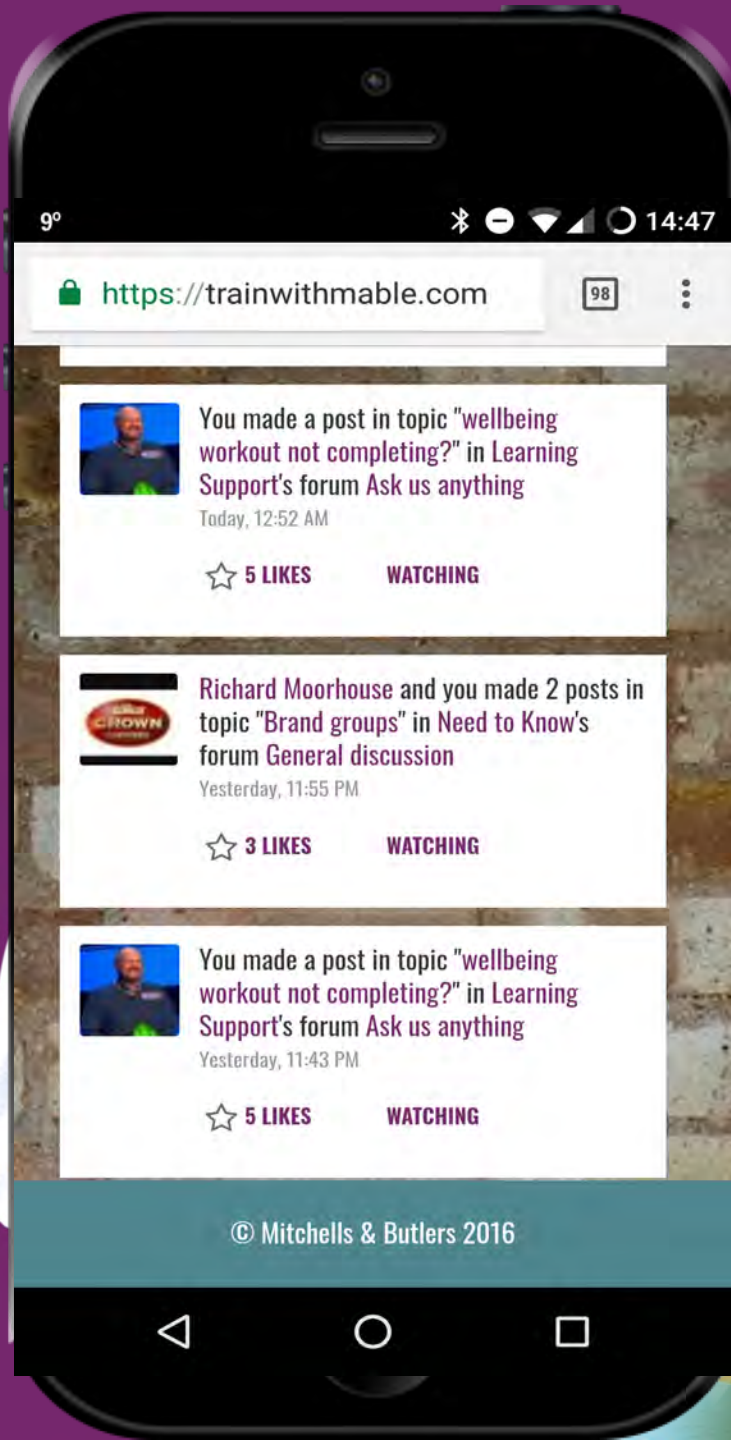 9º
14:47
https://trainwithmable.com
98
You made a post in topic "wellbeing
workout not completing?" in Learning
Support's forum Ask us anything
Today, 12:52 AM
5 LIKES WATCHING
CROWN
Richard Moorhouse and you made 2 posts in
topic "Brand groups" in Need to Know's
forum General discussion
Yesterday, 11:55 PM
3 LIKES WATCHING
You made a post in topic "wellbeing
workout not completing?" in Learning
Support's forum Ask us anything
Yesterday, 11:43 PM
5 LIKES WATCHING
© Mitchells & Butlers 2016